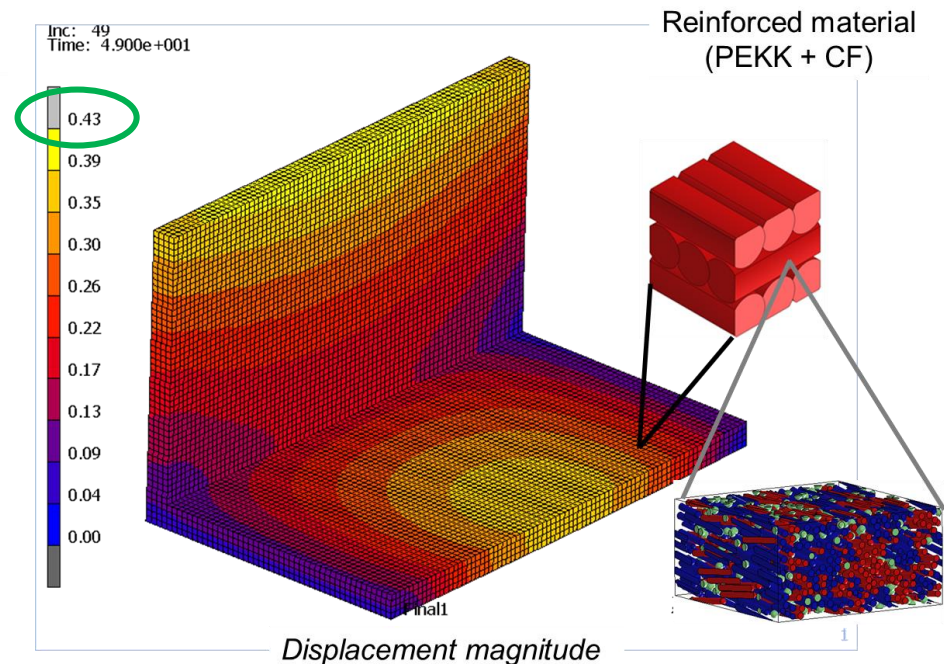 Inc: 49
Time: 4.900e+001
Reinforced material
(PEKK + CF)
0.43
0.39
0.35
0.30
0.26
0.22
0.17
0.13
0.09
0.04
0.00
1
Displacement magnitude